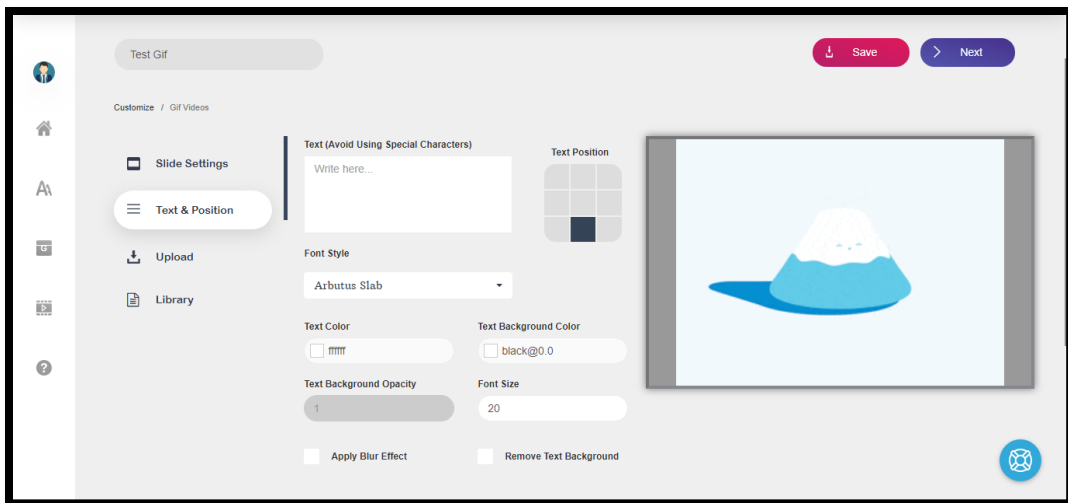 Test Gif
Save
Next
Customize / Gif Videos
Slide Settings
Text & Position
Upload
Library
Text (Avoid Using Special Characters)
Write here...
Text Position
Font Style
Arbutus Slab
Text Color
Text Background Color
ffffff
black@0.0
Text Background Opacity
Font Size
1
20
Apply Blur Effect
Remove Text Background
G
?